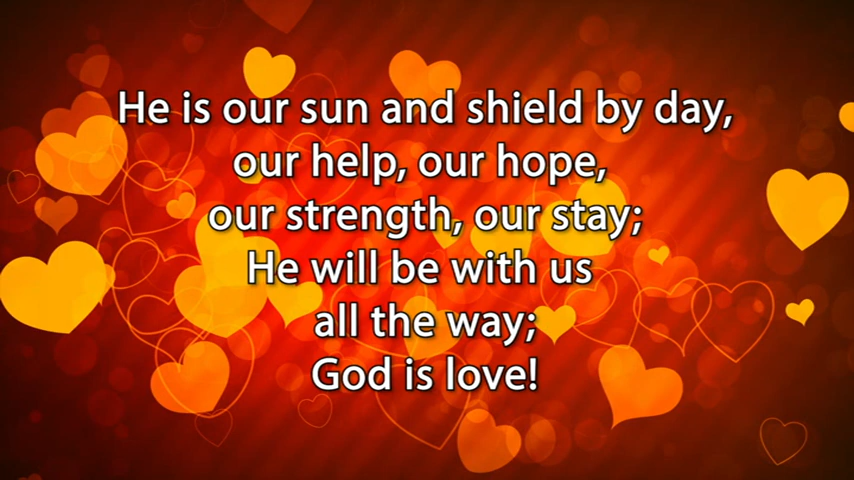 He is our sun and shield by day,
our help, our hope,
our strength, our stay;
He will be with us
all the way;
God is love!